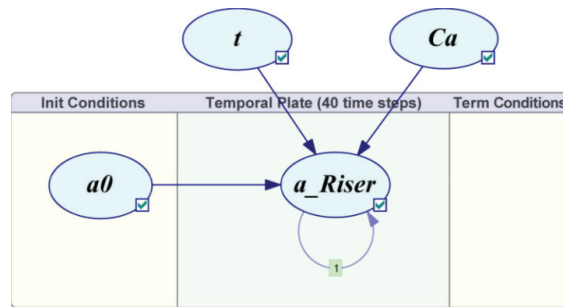 t
Ca
Init Conditions
Temporal Plate (40 time steps)
Term Conditions
a0
a_Riser
1